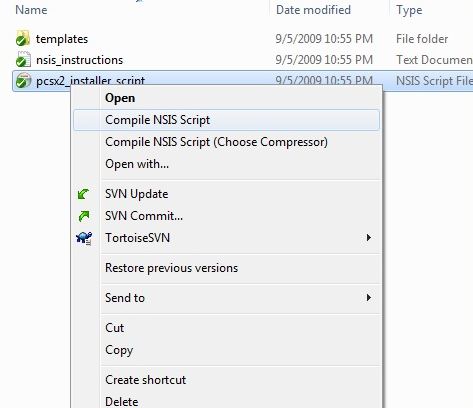 Name Date modified Type
templates 9/5/2009 10:55 PM File folder
nsis_instructions 9/5/2009 10:55 PM Text Documen
pcsx2_installer_script 9/5/2009 10:55 PM NSIS Script File
Open
Compile NSIS Script
Compile NSIS Script (Choose Compressor)
Open with...
SVN Update
SVN Commit...
TortoiseSVN
Restore previous versions
Send to
Cut
Copy
Create shortcut
Delete